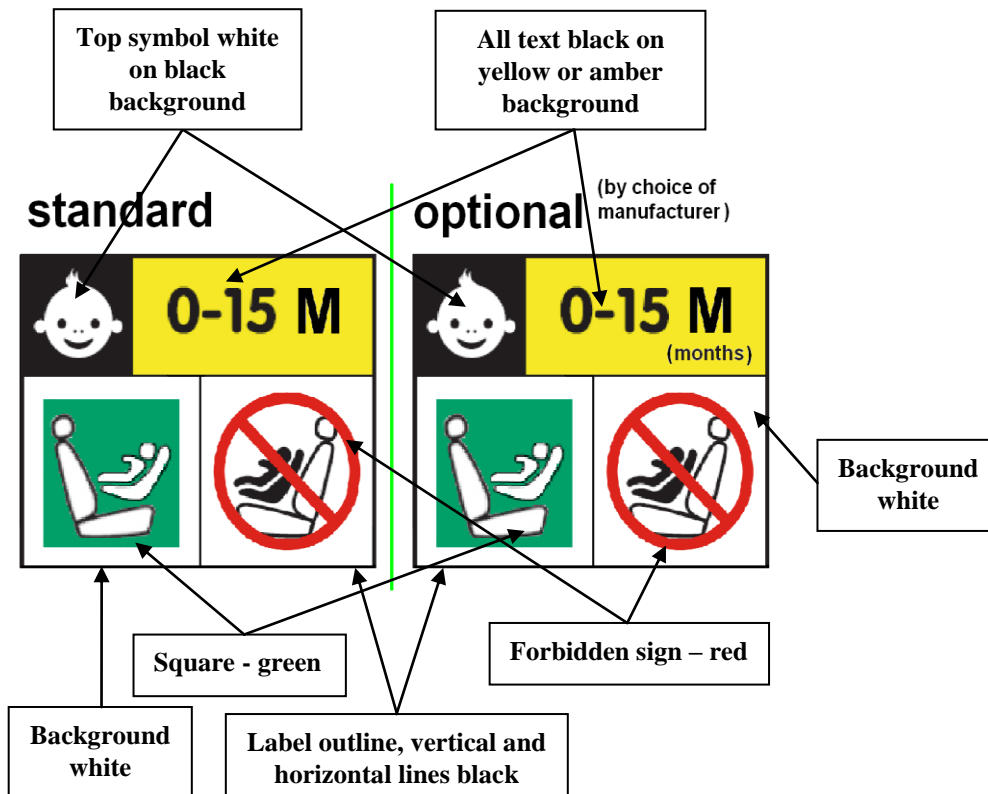 Top symbol white
on black
background
All text black on
yellow or amber
background
standard
optional
(by choice of
manufacturer)
0-15 M
0-15 M
(months)
Background
white
Square - green
Forbidden sign – red
Background
white
Label outline, vertical and
horizontal lines black